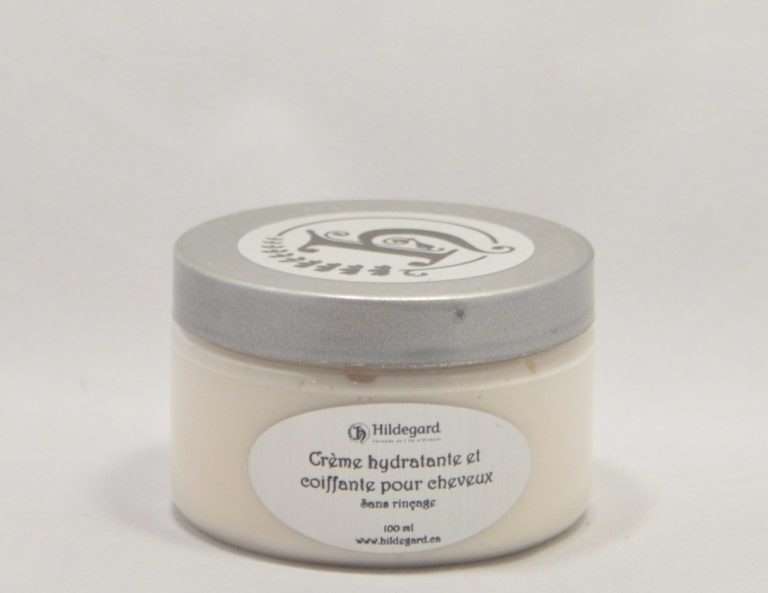 Hildegard
Crème hydratante et
coiffante pour cheveux
Sans rinçage
100 ml
www.hildegard.ca